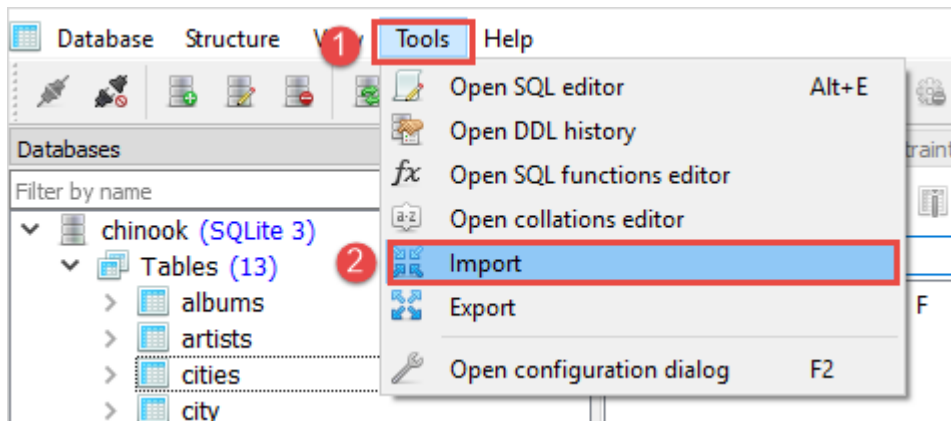 Database Structure Tools Help
1
Open SQL editor Alt+E
Open DDL history
Databases
fx Open SQL functions editor
Filter by name
a·z Open collations editor
chinook (SQLite 3)
2 Import
Tables (13)
Export F
albums
artists
Open configuration dialog F2
cities
city